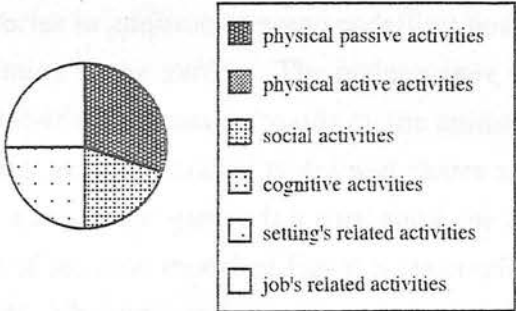 physical passive activities
physical active activities
social activities
cognitive activities
setting's related activities
job's related activities